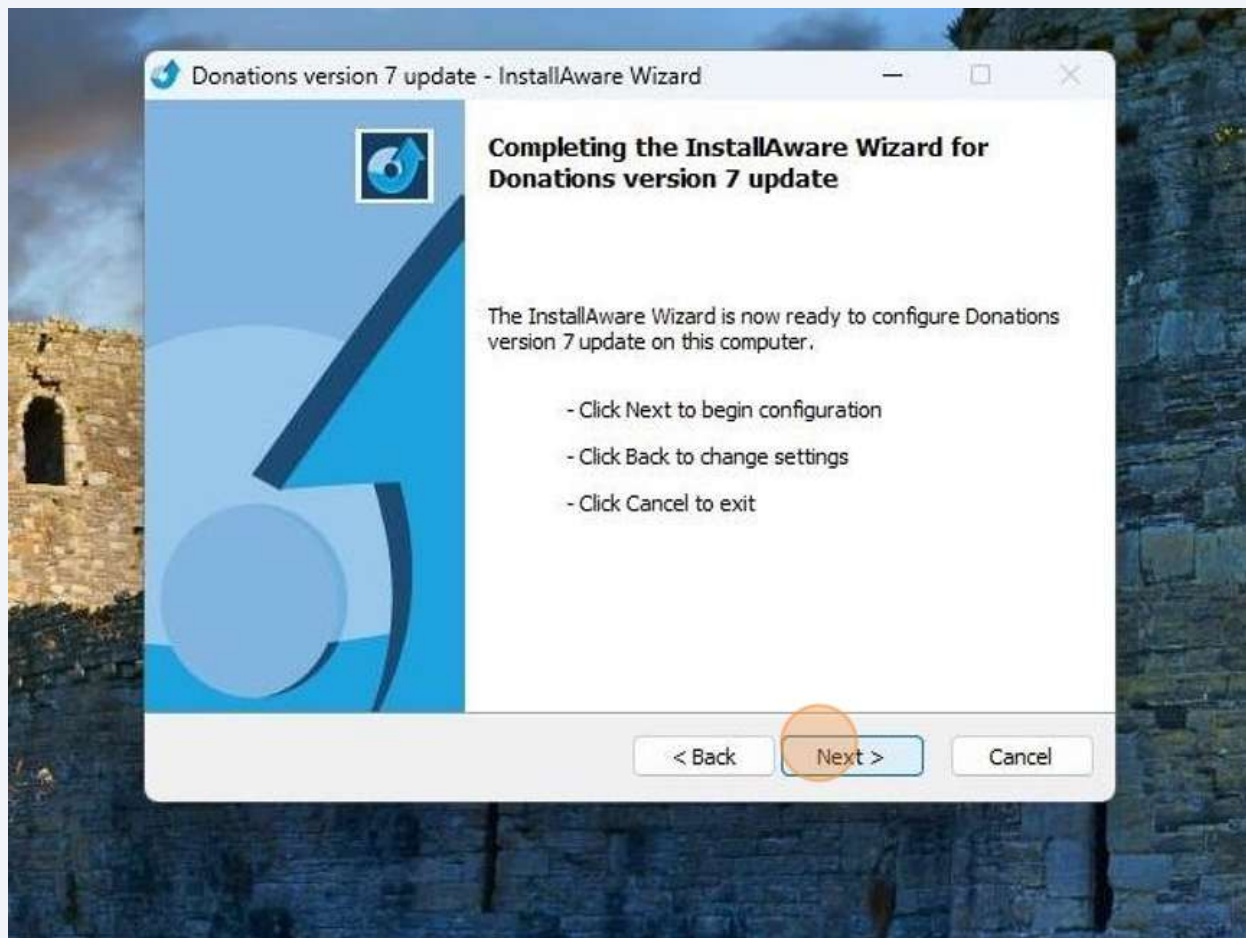 Donations version 7 update - InstallAware Wizard
Completing the InstallAware Wizard for
Donations version 7 update
The InstallAware Wizard is now ready to configure Donations
version 7 update on this computer.
- Click Next to begin configuration
- Click Back to change settings
- Click Cancel to exit
< Back Next > Cancel